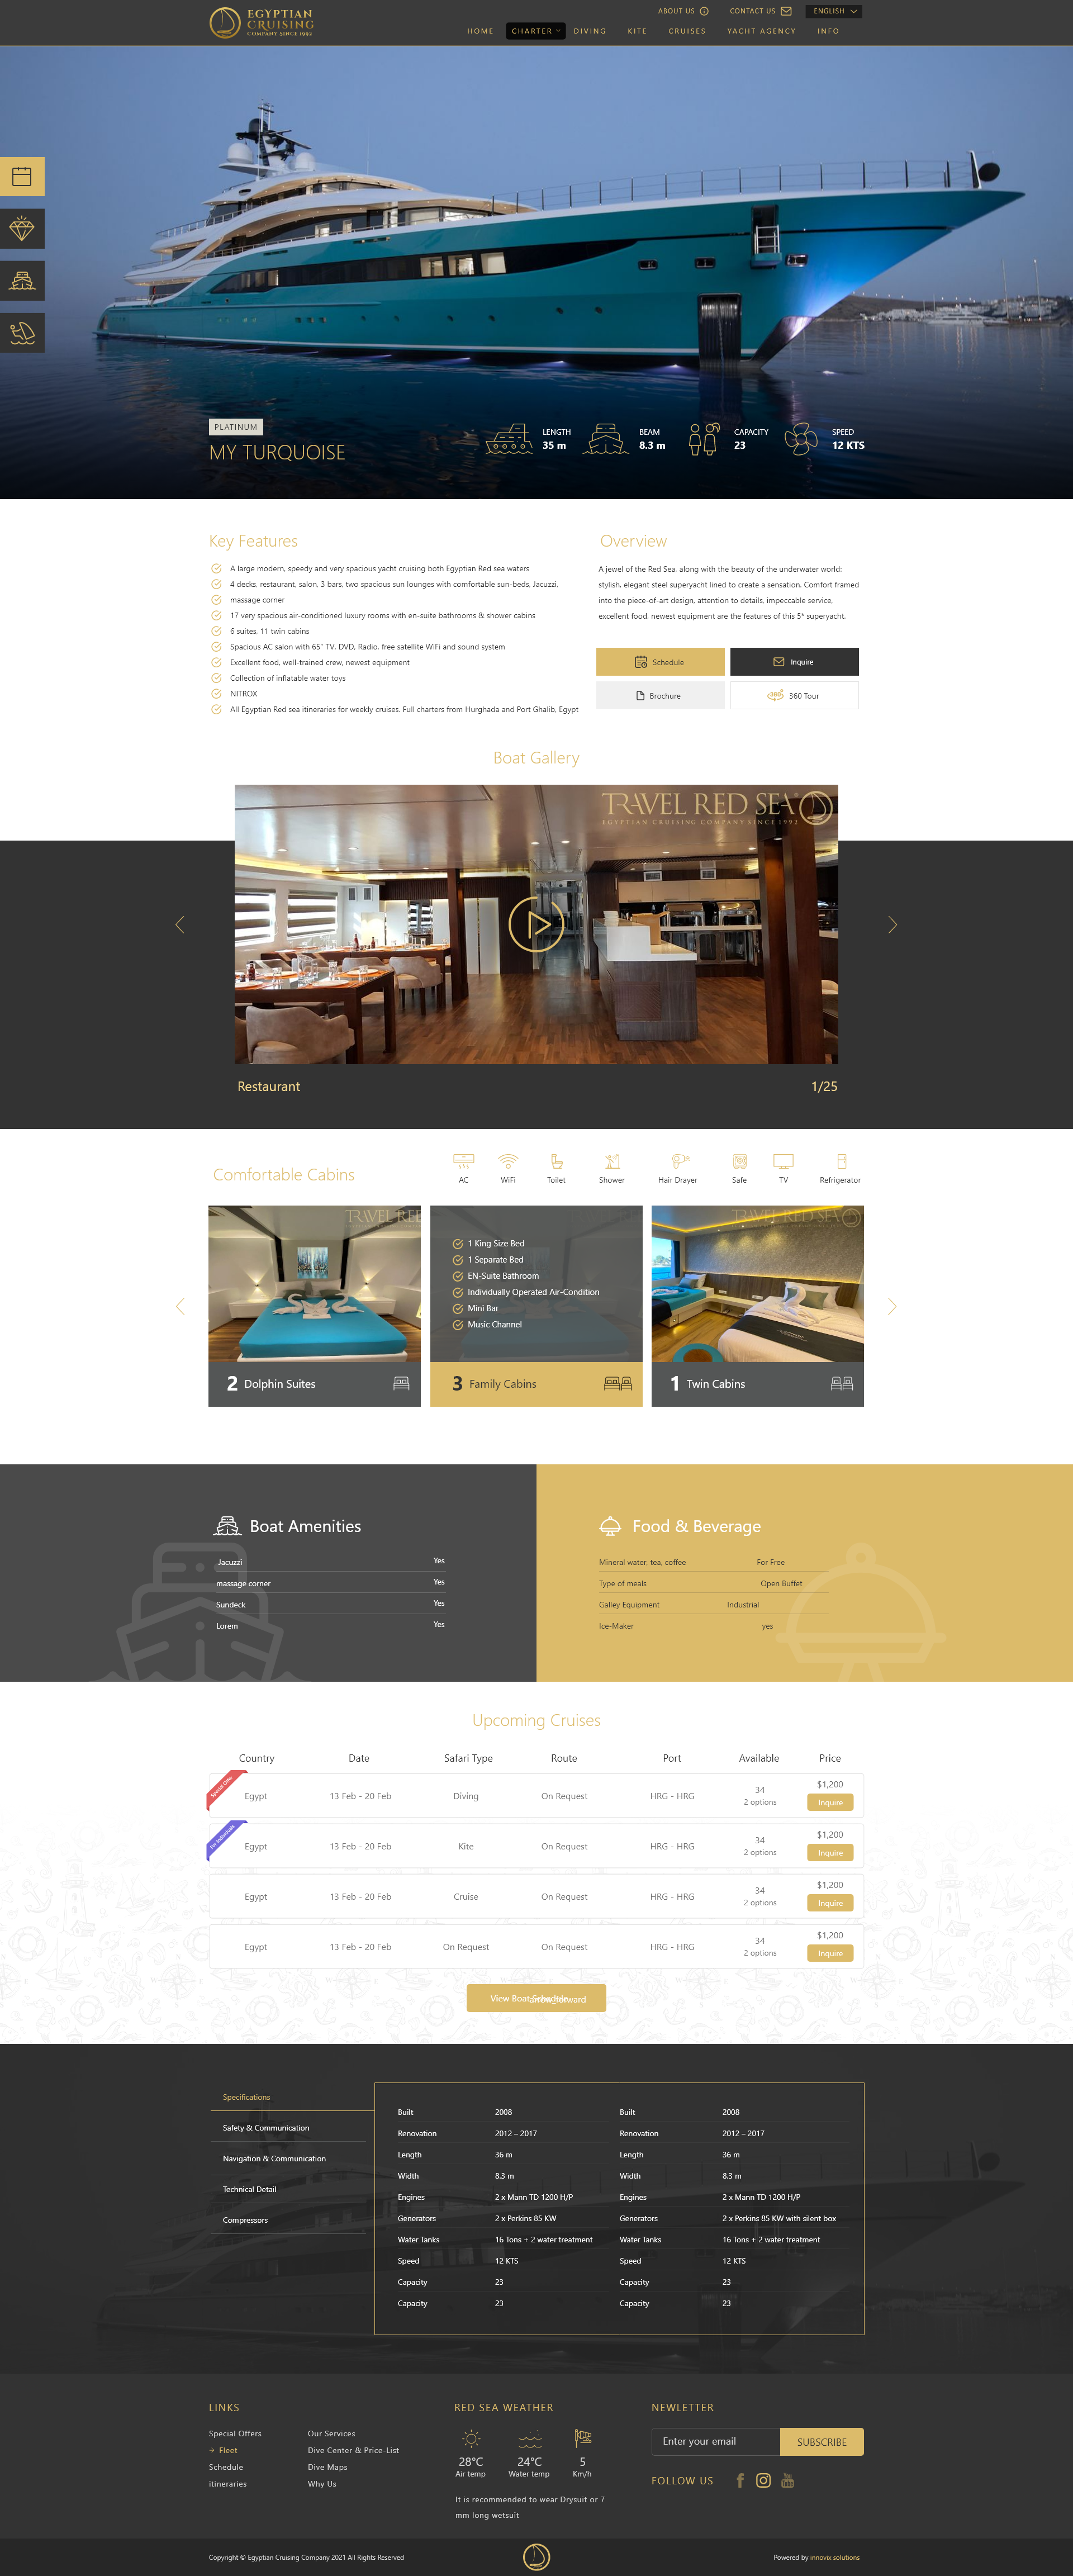 EGYPTIAN
CRUISING
COMPANY SINCE 1992
ABOUT US
CONTACT US
ENGLISH
HOME
CHARTER
DIVING
KITE
CRUISES
YACHT AGENCY
INFO
PLATINUM
MY TURQUOISE
LENGTH
35 m
BEAM
8.3 m
CAPACITY
23
SPEED
12 KTS
Key Features
A large modern, speedy and very spacious yacht cruising both Egyptian Red sea waters
4 decks, restaurant, salon, 3 bars, two spacious sun lounges with comfortable sun-beds, Jacuzzi,
massage corner
17 very spacious air-conditioned luxury rooms with en-suite bathrooms & shower cabins
6 suites, 11 twin cabins
Spacious AC salon with 65" TV, DVD, Radio, free satellite WiFi and sound system
Excellent food, well-trained crew, newest equipment
Collection of inflatable water toys
NITROX
All Egyptian Red sea itineraries for weekly cruises. Full charters from Hurghada and Port Ghalib, Egypt
Overview
A jewel of the Red Sea, along with the beauty of the underwater world:
stylish, elegant steel superyacht lined to create a sensation. Comfort framed
into the piece-of-art design, attention to details, impeccable service,
excellent food, newest equipment are the features of this 5* superyacht.
Schedule
Inquire
Brochure
360
360 Tour
Boat Gallery
TRAVEL RED SEA
EGYPTIAN CRUISING COMPANY SINCE 1992
Restaurant
1/25
Comfortable Cabins
AC
WiFi
Toilet
Shower
Hair Drayer
Safe
TV
Refrigerator
TRAVEL RED
TRAVEL RED SEA
1 King Size Bed
1 Separate Bed
EN-Suite Bathroom
Individually Operated Air-Condition
Mini Bar
Music Channel
2 Dolphin Suites
3 Family Cabins
1 Twin Cabins
Boat Amenities
Jacuzzi Yes
massage corner Yes
Sundeck Yes
Lorem Yes
Food & Beverage
Mineral water, tea, coffee For Free
Type of meals Open Buffet
Galley Equipment Industrial
Ice-Maker yes
Upcoming Cruises
Country Date Safari Type Route Port Available Price
Special Offer
Egypt 13 Feb - 20 Feb Diving On Request HRG - HRG 34 2 options $1,200 Inquire
For Individuals
Egypt 13 Feb - 20 Feb Kite On Request HRG - HRG 34 2 options $1,200 Inquire
Egypt 13 Feb - 20 Feb Cruise On Request HRG - HRG 34 2 options $1,200 Inquire
Egypt 13 Feb - 20 Feb On Request On Request HRG - HRG 34 2 options $1,200 Inquire
View Boat Schedule
Specifications
Safety & Communication
Navigation & Communication
Technical Detail
Compressors
Built 2008 Built 2008
Renovation 2012 – 2017 Renovation 2012 – 2017
Length 36 m Length 36 m
Width 8.3 m Width 8.3 m
Engines 2 x Mann TD 1200 H/P Engines 2 x Mann TD 1200 H/P
Generators 2 x Perkins 85 KW Generators 2 x Perkins 85 KW with silent box
Water Tanks 16 Tons + 2 water treatment Water Tanks 16 Tons + 2 water treatment
Speed 12 KTS Speed 12 KTS
Capacity 23 Capacity 23
Capacity 23 Capacity 23
LINKS
Special Offers
Fleet
Schedule
itineraries
Our Services
Dive Center & Price-List
Dive Maps
Why Us
RED SEA WEATHER
28°C
Air temp
24°C
Water temp
5
Km/h
It is recommended to wear Drysuit or 7
mm long wetsuit
NEWLETTER
Enter your email
SUBSCRIBE
FOLLOW US
You
Tube
Copyright © Egyptian Cruising Company 2021 All Rights Reserved
Powered by innovix solutions